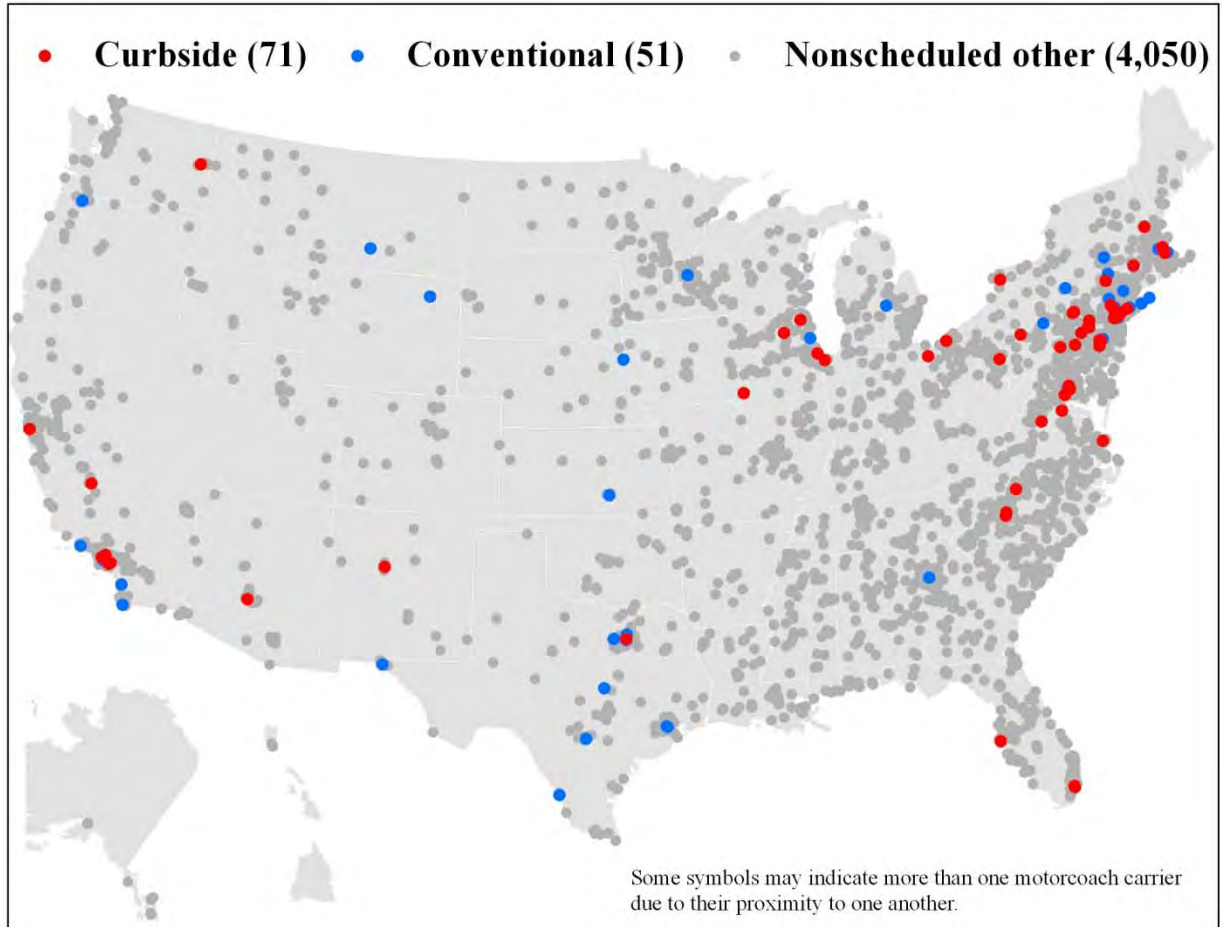 Curbside (71) Conventional (51) Nonscheduled other (4,050)
Some symbols may indicate more than one motorcoach carrier
due to their proximity to one another.